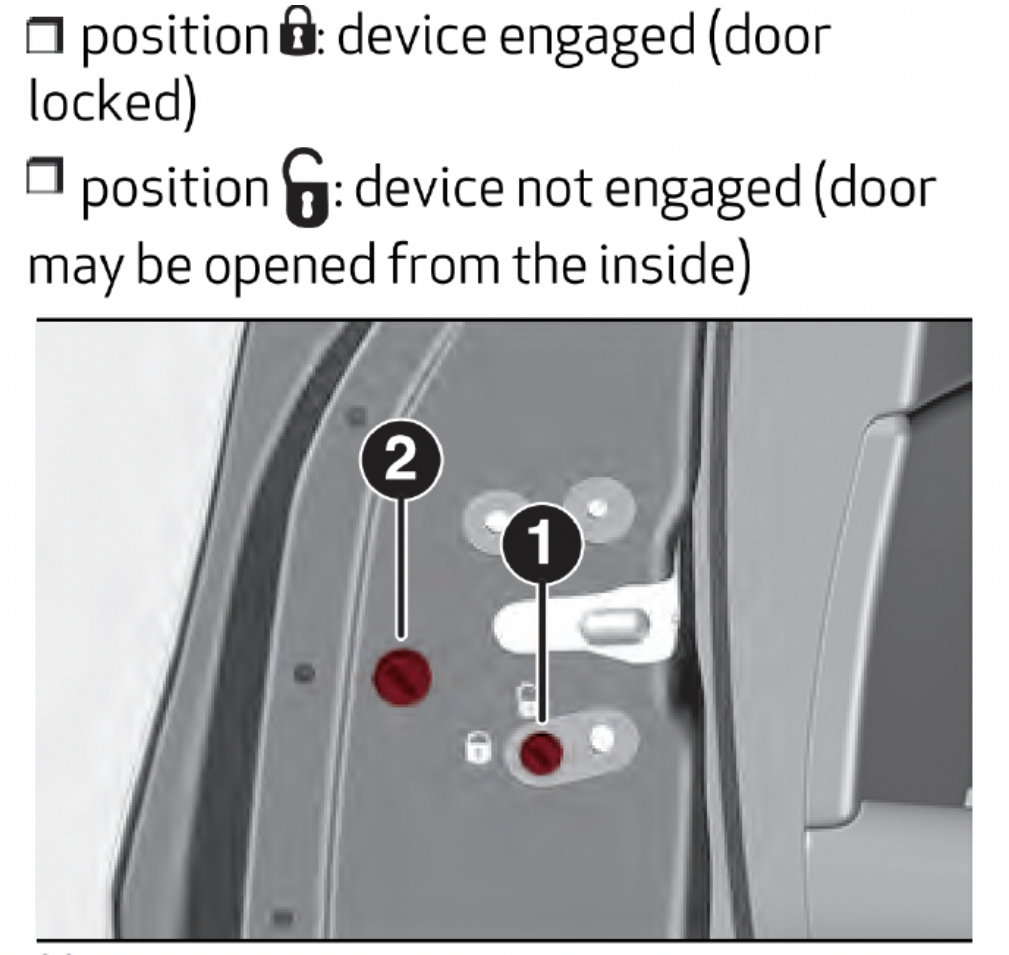 ❒ position 🔒: device engaged (door
locked)
❒ position 🔓: device not engaged (door
may be opened from the inside)
2
1